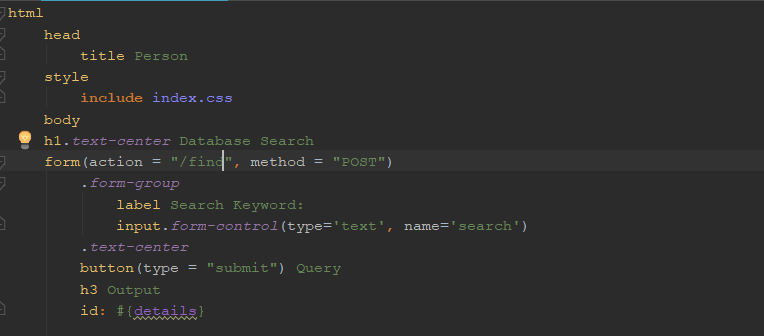 html
head
title Person
style
include index.css
body
h1.text-center Database Search
form(action = "/find", method = "POST")
.form-group
label Search Keyword:
input.form-control(type='text', name='search')
.text-center
button(type = "submit") Query
h3 Output
id: #{details}